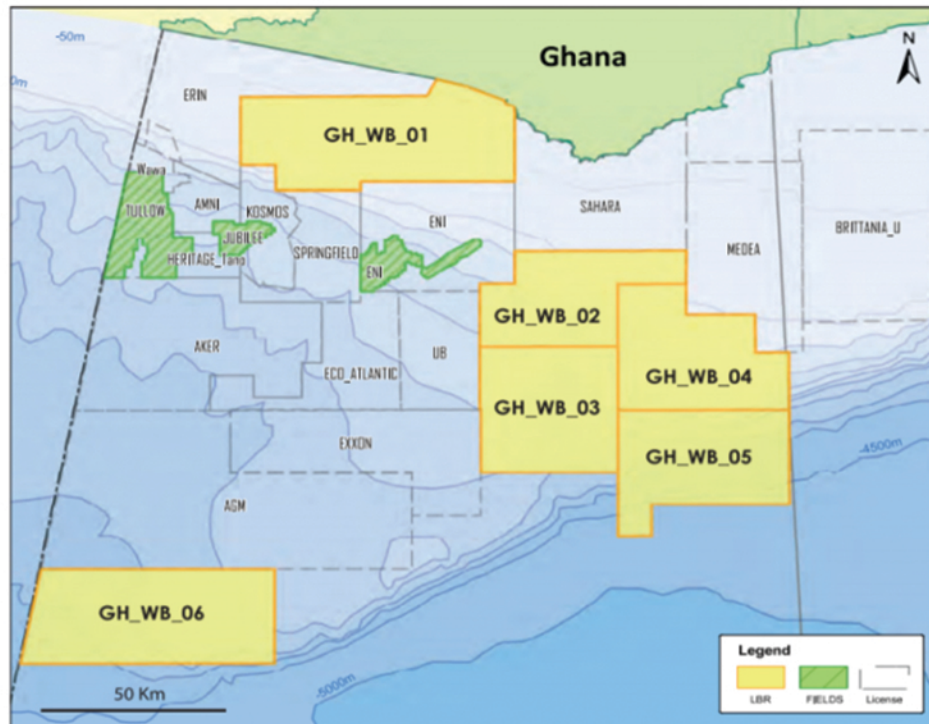 -50m
Ghana
N
0m
ERIN
GH_WB_01
Wawa
TULLOW
AMNI
KOSMOS
JUBILEE
HERITAGE_Tano
SPRINGFIELD
ENI
ENI
SAHARA
MEDEA
BRITTANIA_U
GH_WB_02
AKER
ECO_ATLANTIC
UB
GH_WB_03
GH_WB_04
EXXON
GH_WB_05
-4500m
AGM
GH_WB_06
-5000m
50 Km
Legend
LBR
FIELDS
License